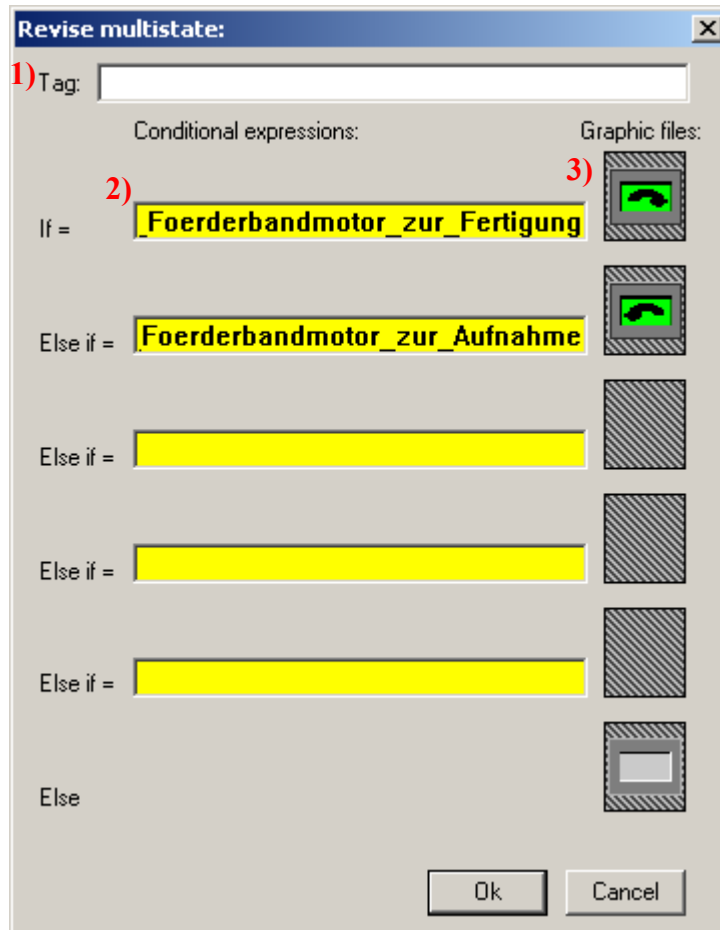 Revise multistate:
1) Tag:
Conditional expressions: Graphic files:
2) 3)
If = _Foerderbandmotor_zur_Fertigung
Else if = _Foerderbandmotor_zur_Aufnahme
Else if =
Else if =
Else if =
Else
Ok Cancel